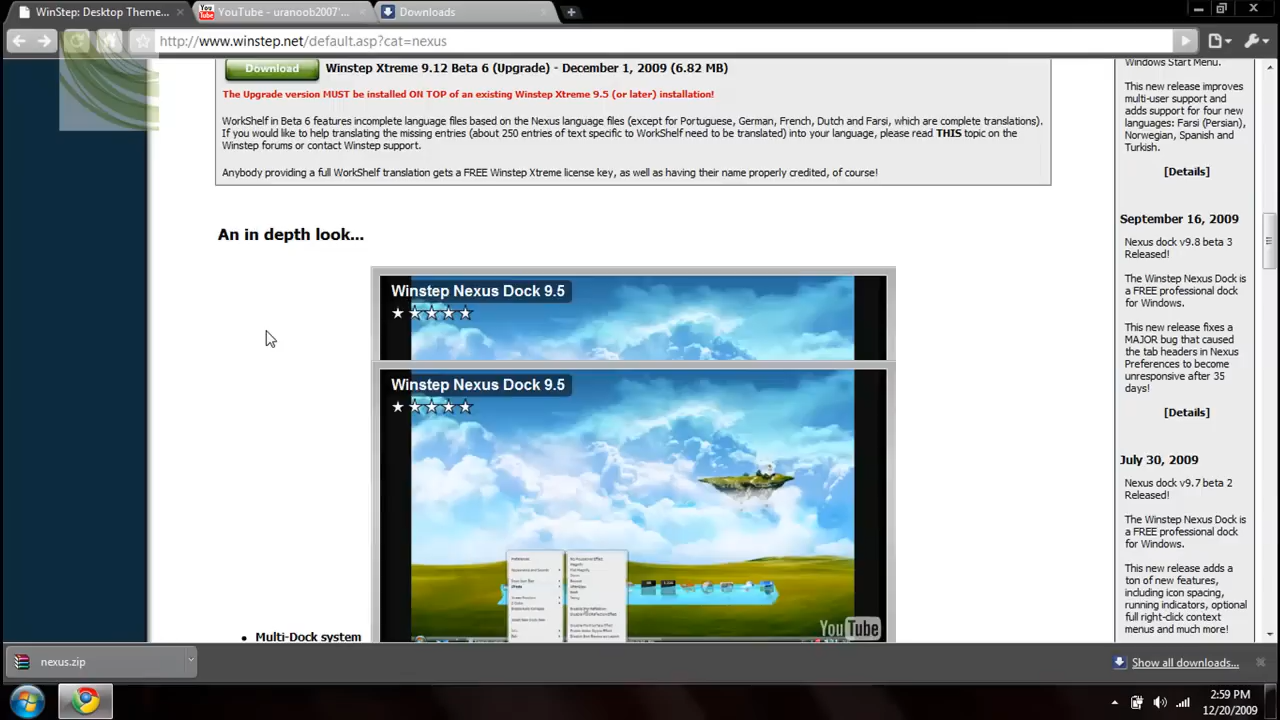 WinStep: Desktop Theme...
YouTube - uranoob2007'...
Downloads
http://www.winstep.net/default.asp?cat=nexus
Download
Winstep Xtreme 9.12 Beta 6 (Upgrade) - December 1, 2009 (6.82 MB)
The Upgrade version MUST be installed ON TOP of an existing Winstep Xtreme 9.5 (or later) installation!
WorkShelf in Beta 6 features incomplete language files based on the Nexus language files (except for Portuguese, German, French, Dutch and Farsi, which are complete translations).
If you would like to help translating the missing entries (about 250 entries of text specific to WorkShelf need to be translated) into your language, please read THIS topic on the
Winstep forums or contact Winstep support.
Anybody providing a full WorkShelf translation gets a FREE Winstep Xtreme license key, as well as having their name properly credited, of course!
An in depth look...
Winstep Nexus Dock 9.5
Winstep Nexus Dock 9.5
YouTube
Multi-Dock system
Windows Start Menu.
This new release improves
multi-user support and
adds support for four new
languages: Farsi (Persian),
Norwegian, Spanish and
Turkish.
[Details]
September 16, 2009
Nexus dock v9.8 beta 3
Released!
The Winstep Nexus Dock is
a FREE professional dock
for Windows.
This new release fixes a
MAJOR bug that caused
the tab headers in Nexus
Preferences to become
unresponsive after 35
days!
[Details]
July 30, 2009
Nexus dock v9.7 beta 2
Released!
The Winstep Nexus Dock is
a FREE professional dock
for Windows.
This new release adds a
ton of new features,
including icon spacing,
running indicators, optional
full right-click context
menus and much more!
nexus.zip
Show all downloads...
2:59 PM
12/20/2009